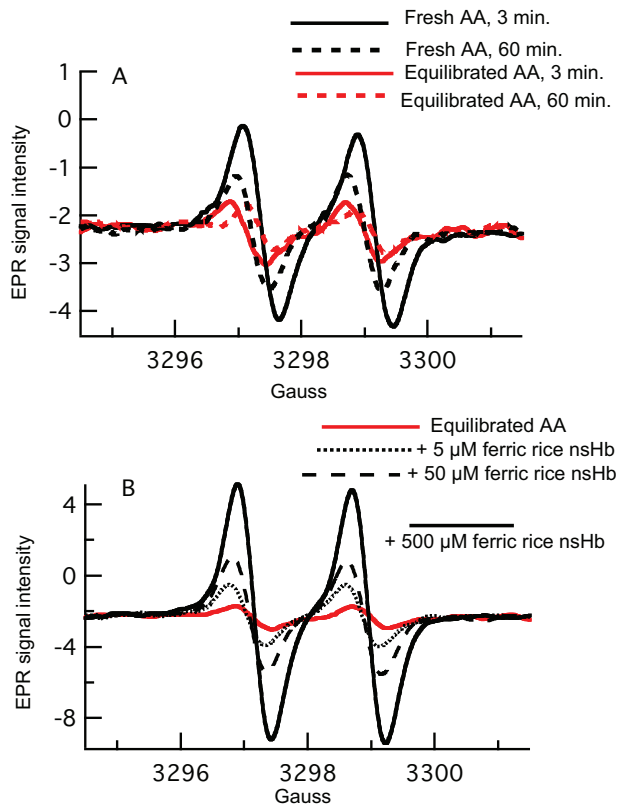 Fresh AA, 3 min.
Fresh AA, 60 min.
Equilibrated AA, 3 min.
Equilibrated AA, 60 min.
A
1
0
-1
-2
-3
-4
EPR signal intensity
3296 3298 3300
Gauss
Equilibrated AA
+ 5 µM ferric rice nsHb
+ 50 µM ferric rice nsHb
+ 500 µM ferric rice nsHb
B
4
0
-4
-8
EPR signal intensity
3296 3298 3300
Gauss